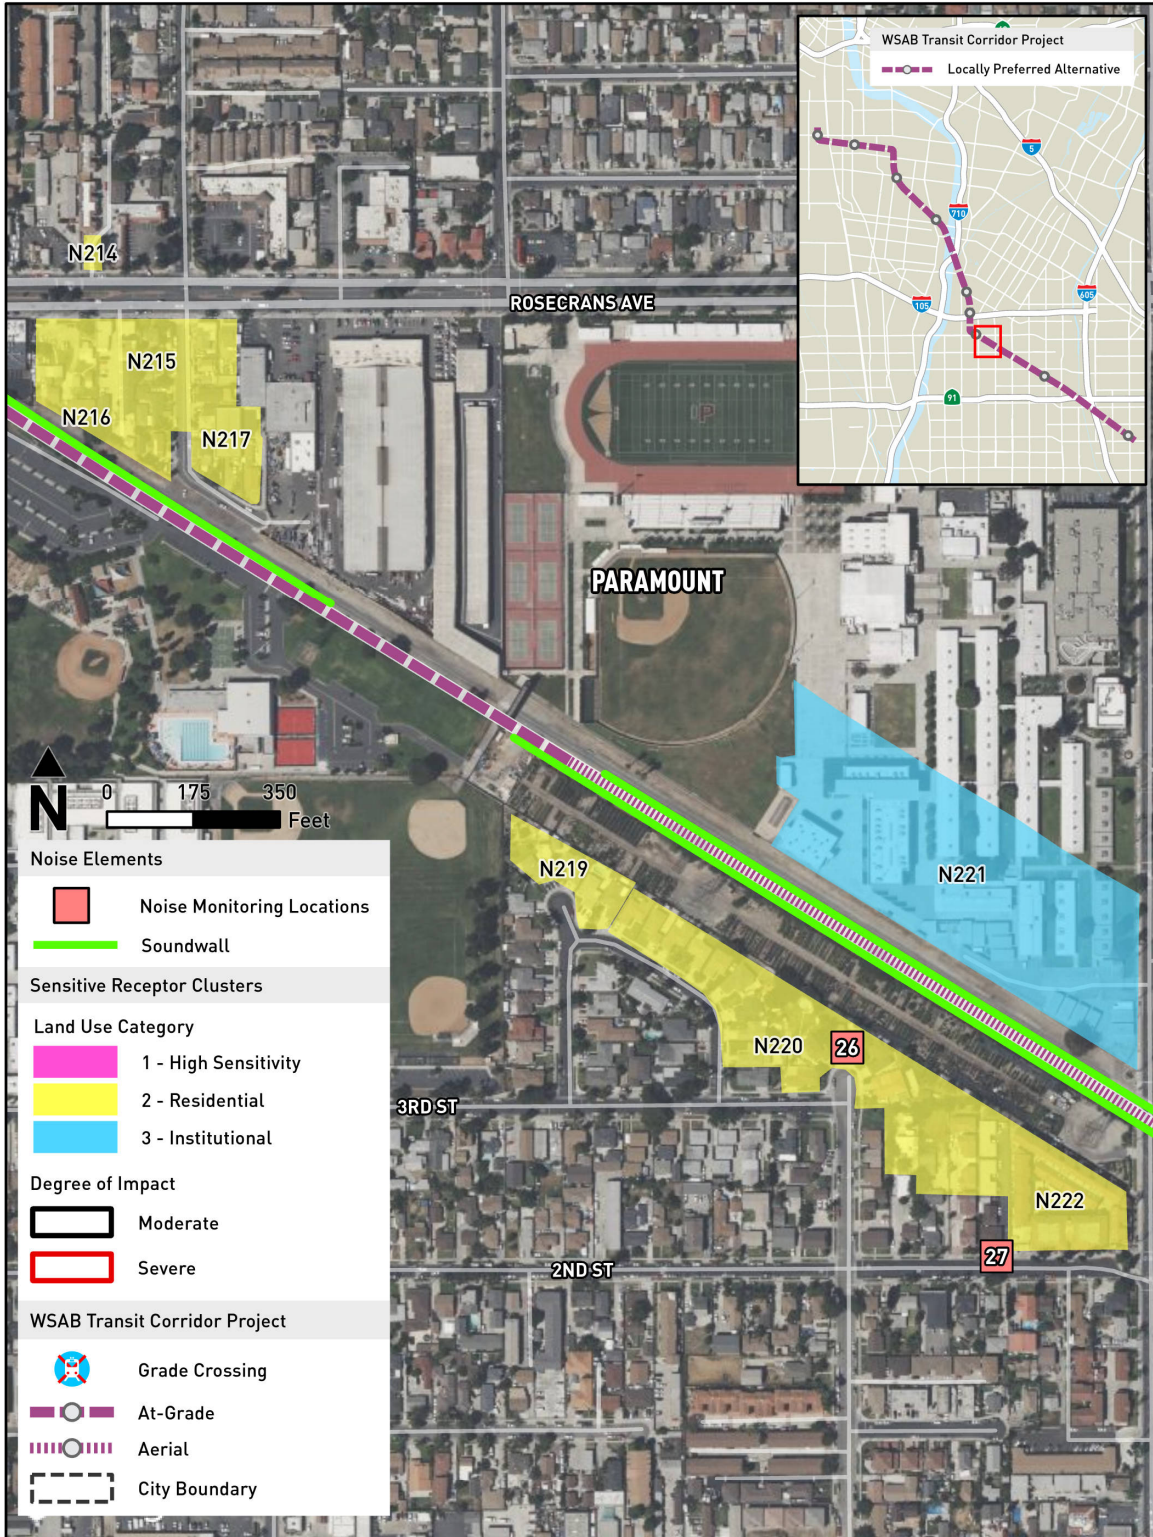 WSAB Transit Corridor Project
Locally Preferred Alternative
5
710
105
605
91
N214
ROSECRANS AVE
N215
N216
N217
P
PARAMOUNT
N
0 175 350
Feet
N219
N221
N220
26
3RD ST
N222
27
2ND ST
Noise Elements
Noise Monitoring Locations
Soundwall
Sensitive Receptor Clusters
Land Use Category
1 - High Sensitivity
2 - Residential
3 - Institutional
Degree of Impact
Moderate
Severe
WSAB Transit Corridor Project
Grade Crossing
At-Grade
Aerial
City Boundary